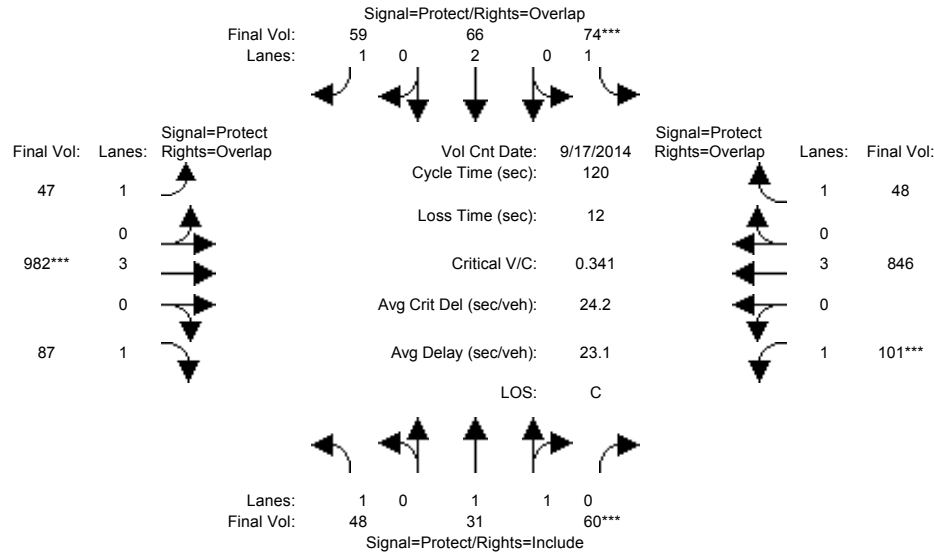 Signal=Protect/Rights=Overlap
Final Vol: 59 66 74***
Lanes: 1 0 2 0 1
Signal=Protect
Final Vol: Lanes: Rights=Overlap
Vol Cnt Date: 9/17/2014
Signal=Protect
Rights=Overlap Lanes: Final Vol:
Cycle Time (sec): 120
47 1 1 48
Loss Time (sec): 12
0 0
982*** 3 Critical V/C: 0.341 3 846
0 Avg Crit Del (sec/veh): 24.2 0
87 1 Avg Delay (sec/veh): 23.1 1 101***
LOS: C
Lanes: 1 0 1 1 0
Final Vol: 48 31 60***
Signal=Protect/Rights=Include